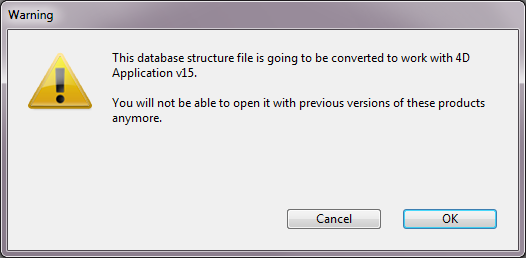 Warning
This database structure file is going to be converted to work with 4D
Application v15.
You will not be able to open it with previous versions of these products
anymore.
Cancel
OK